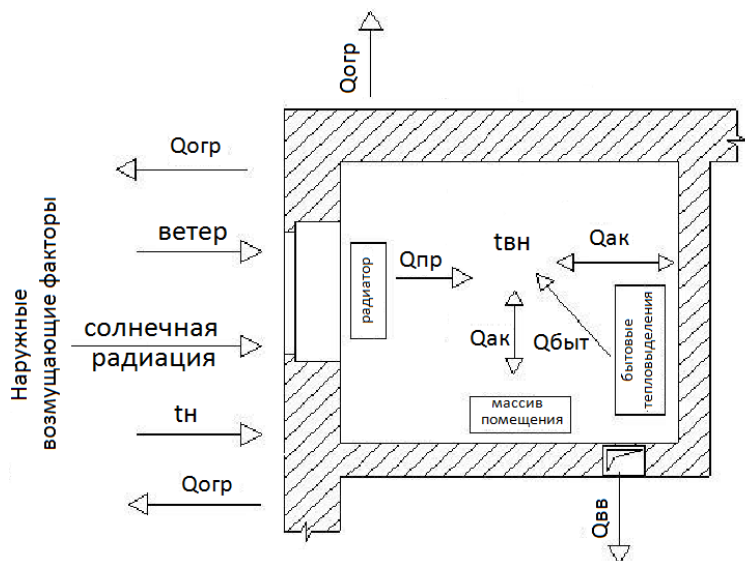 Qогр
Qогр
ветер
солнечная
радиация
tн
Qогр
Наружные
возмущающие факторы
радиатор
Qпр
tвн
Qак
Qак
Qбыт
бытовые
тепловыделения
массив
помещения
Qвв